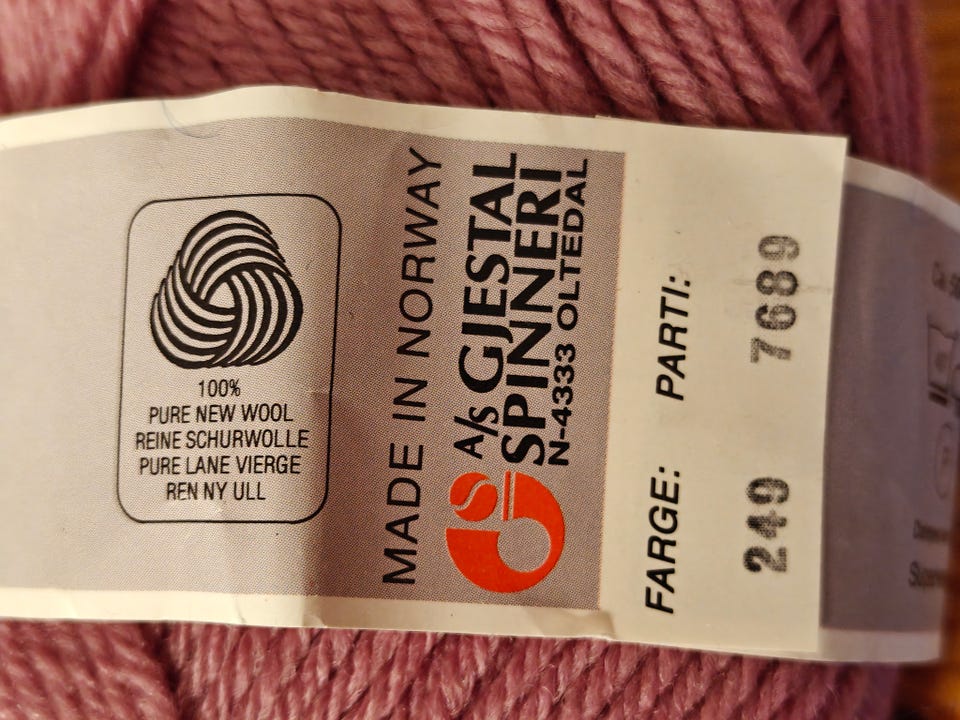 100%
PURE NEW WOOL
REINE SCHURWOLLE
PURE LANE VIERGE
REN NY ULL
MADE IN NORWAY
A/S GJESTAL
SPINNERI
N-4333 OLTEDAL
FARGE: PARTI:
249 7689
Ca.